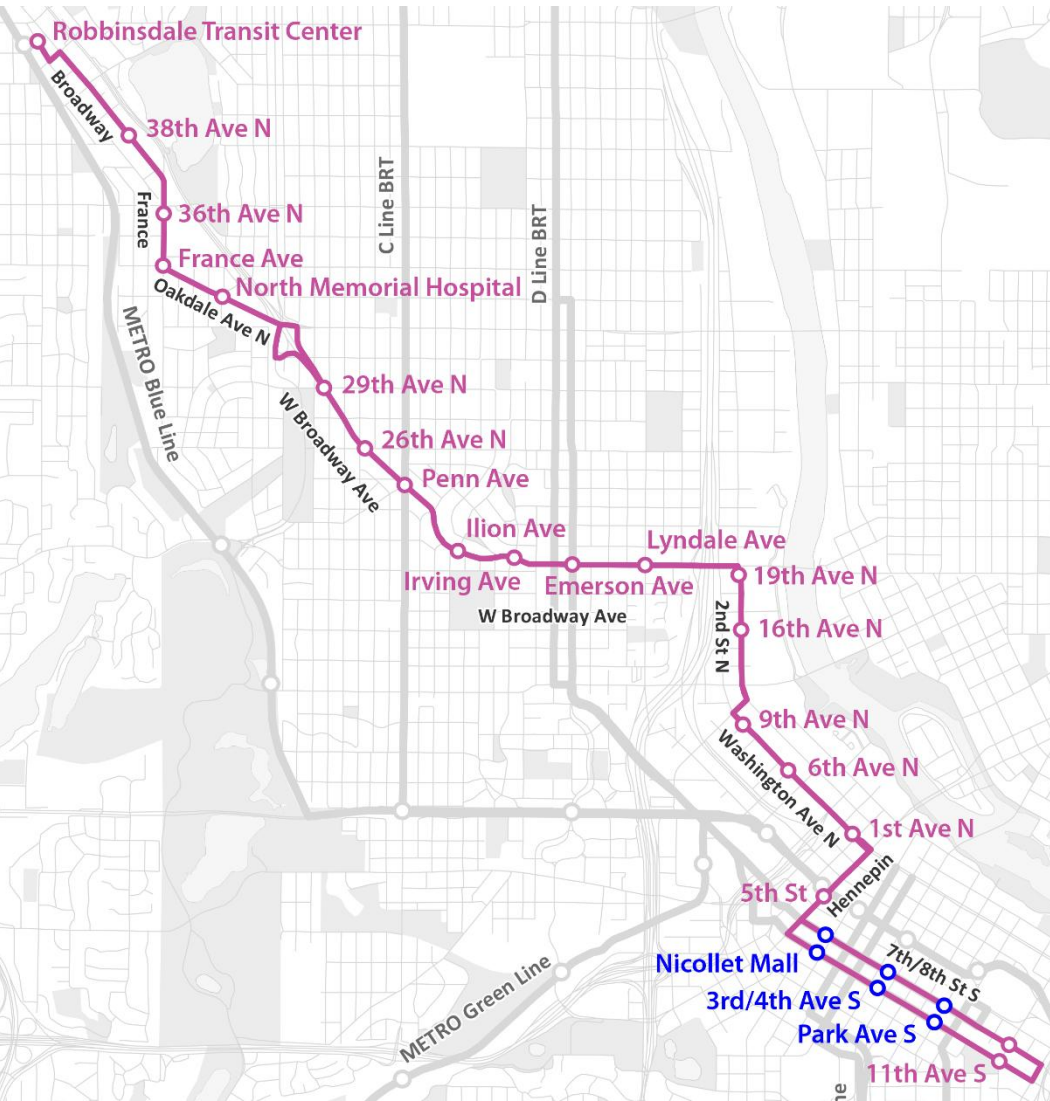 Robbinsdale Transit Center
Broadway
38th Ave N
C Line BRT
France
36th Ave N
D Line BRT
France Ave
North Memorial Hospital
Oakdale Ave N
METRO Blue Line
29th Ave N
W Broadway Ave
26th Ave N
Penn Ave
Ilion Ave
Lyndale Ave
Irving Ave
Emerson Ave
19th Ave N
W Broadway Ave
2nd St N
16th Ave N
9th Ave N
Washington Ave N
6th Ave N
1st Ave N
5th St
Hennepin
Nicollet Mall
7th/8th St S
METRO Green Line
3rd/4th Ave S
Park Ave S
11th Ave S